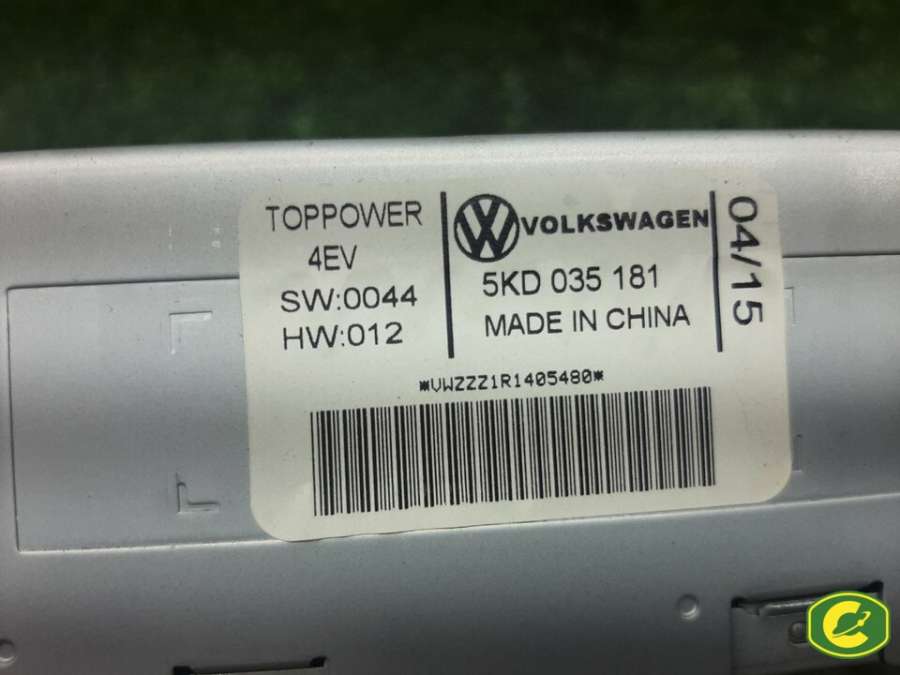 TOPPOWER
4EV
SW:0044
HW:012
VOLKSWAGEN
5KD 035 181
MADE IN CHINA
04/15
*VWZZZ1R1405480*